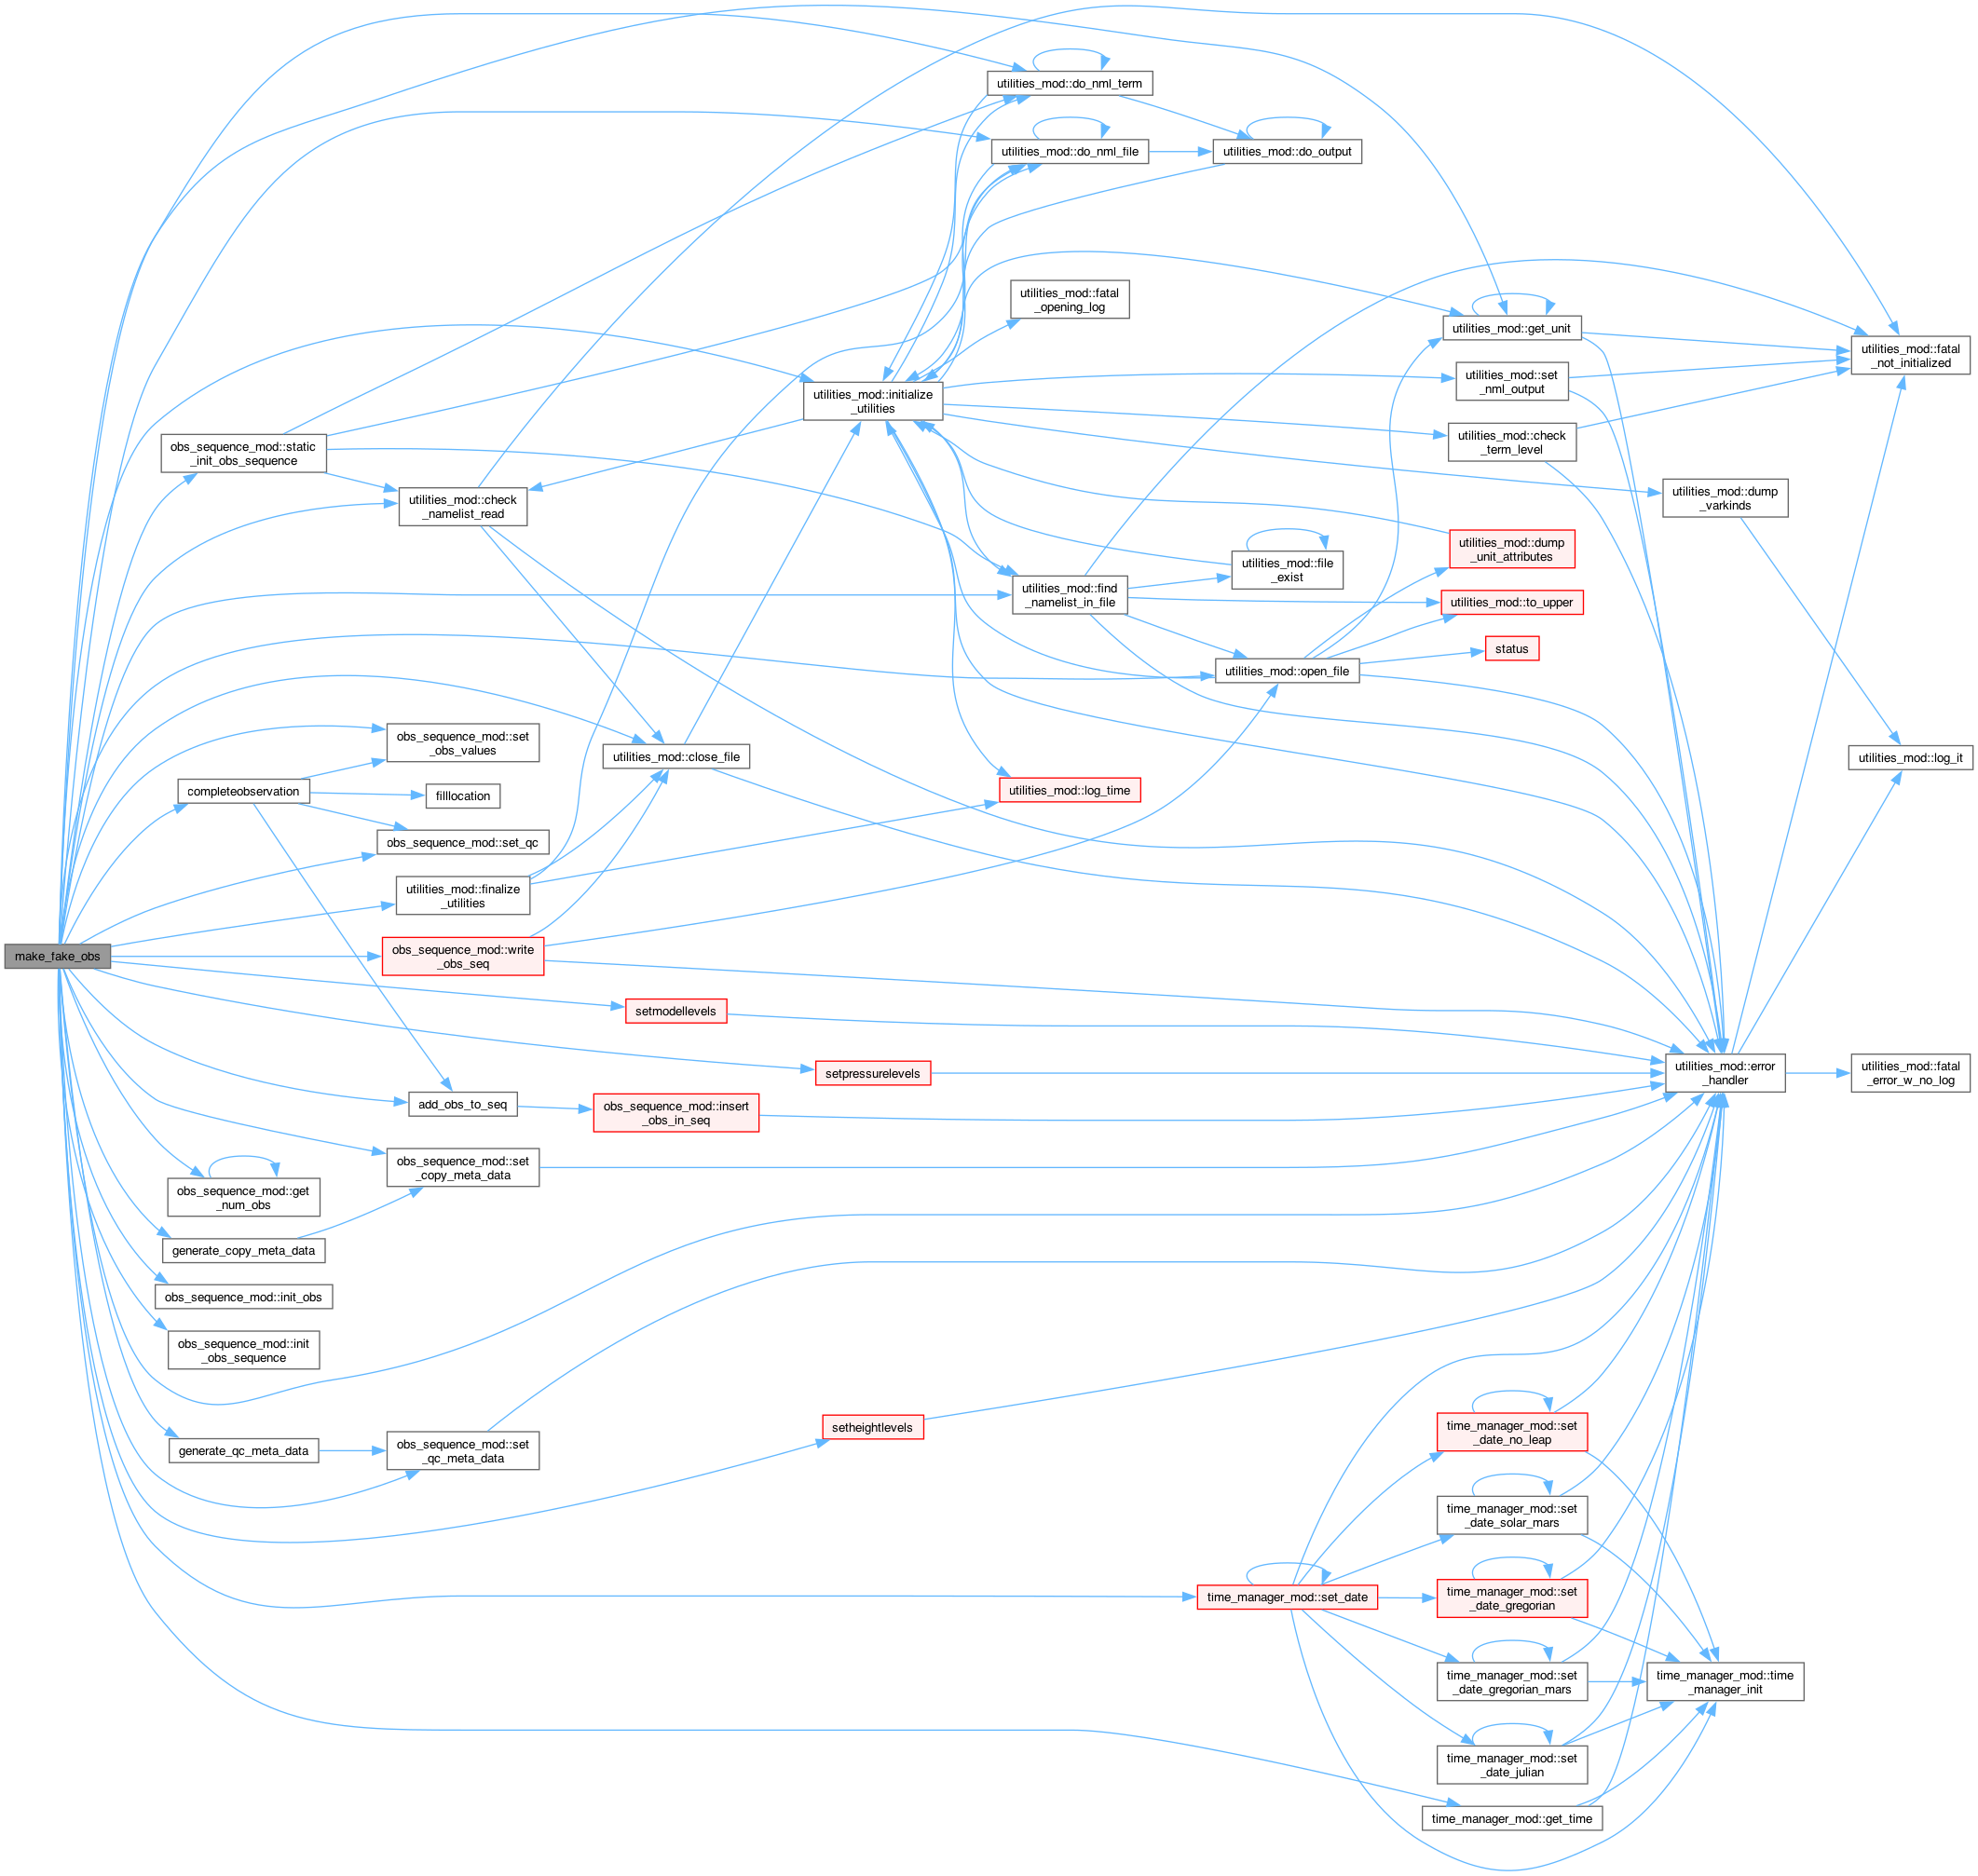 utilities_mod::do_nml_term
utilities_mod::do_nml_file
utilities_mod::do_output
utilities_mod::fatal
_opening_log
utilities_mod::get_unit
utilities_mod::fatal
_not_initialized
utilities_mod::initialize
_utilities
utilities_mod::set
_nml_output
obs_sequence_mod::static
_init_obs_sequence
utilities_mod::check
_term_level
utilities_mod::check
_namelist_read
utilities_mod::dump
_varkinds
utilities_mod::dump
_unit_attributes
utilities_mod::file
_exist
utilities_mod::find
_namelist_in_file
utilities_mod::to_upper
status
utilities_mod::open_file
obs_sequence_mod::set
_obs_values
utilities_mod::close_file
utilities_mod::log_it
completeobservation
filllocation
utilities_mod::log_time
obs_sequence_mod::set_qc
utilities_mod::finalize
_utilities
make_fake_obs
obs_sequence_mod::write
_obs_seq
setmodellevels
setpressurelevels
utilities_mod::error
_handler
utilities_mod::fatal
_error_w_no_log
add_obs_to_seq
obs_sequence_mod::insert
_obs_in_seq
obs_sequence_mod::set
_copy_meta_data
obs_sequence_mod::get
_num_obs
generate_copy_meta_data
obs_sequence_mod::init_obs
obs_sequence_mod::init
_obs_sequence
setheightlevels
time_manager_mod::set
_date_no_leap
generate_qc_meta_data
obs_sequence_mod::set
_qc_meta_data
time_manager_mod::set
_date_solar_mars
time_manager_mod::set_date
time_manager_mod::set
_date_gregorian
time_manager_mod::set
_date_gregorian_mars
time_manager_mod::time
_manager_init
time_manager_mod::set
_date_julian
time_manager_mod::get_time